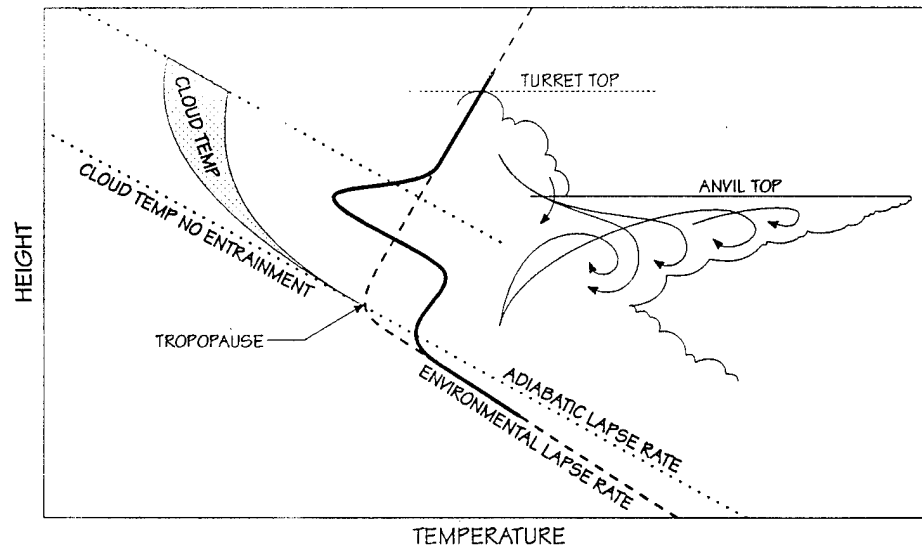 TURRET TOP
CLOUD TEMP
ANVIL TOP
CLOUD TEMP NO ENTRAINMENT
HEIGHT
TROPOPAUSE
ADIABATIC LAPSE RATE
ENVIRONMENTAL LAPSE RATE
TEMPERATURE